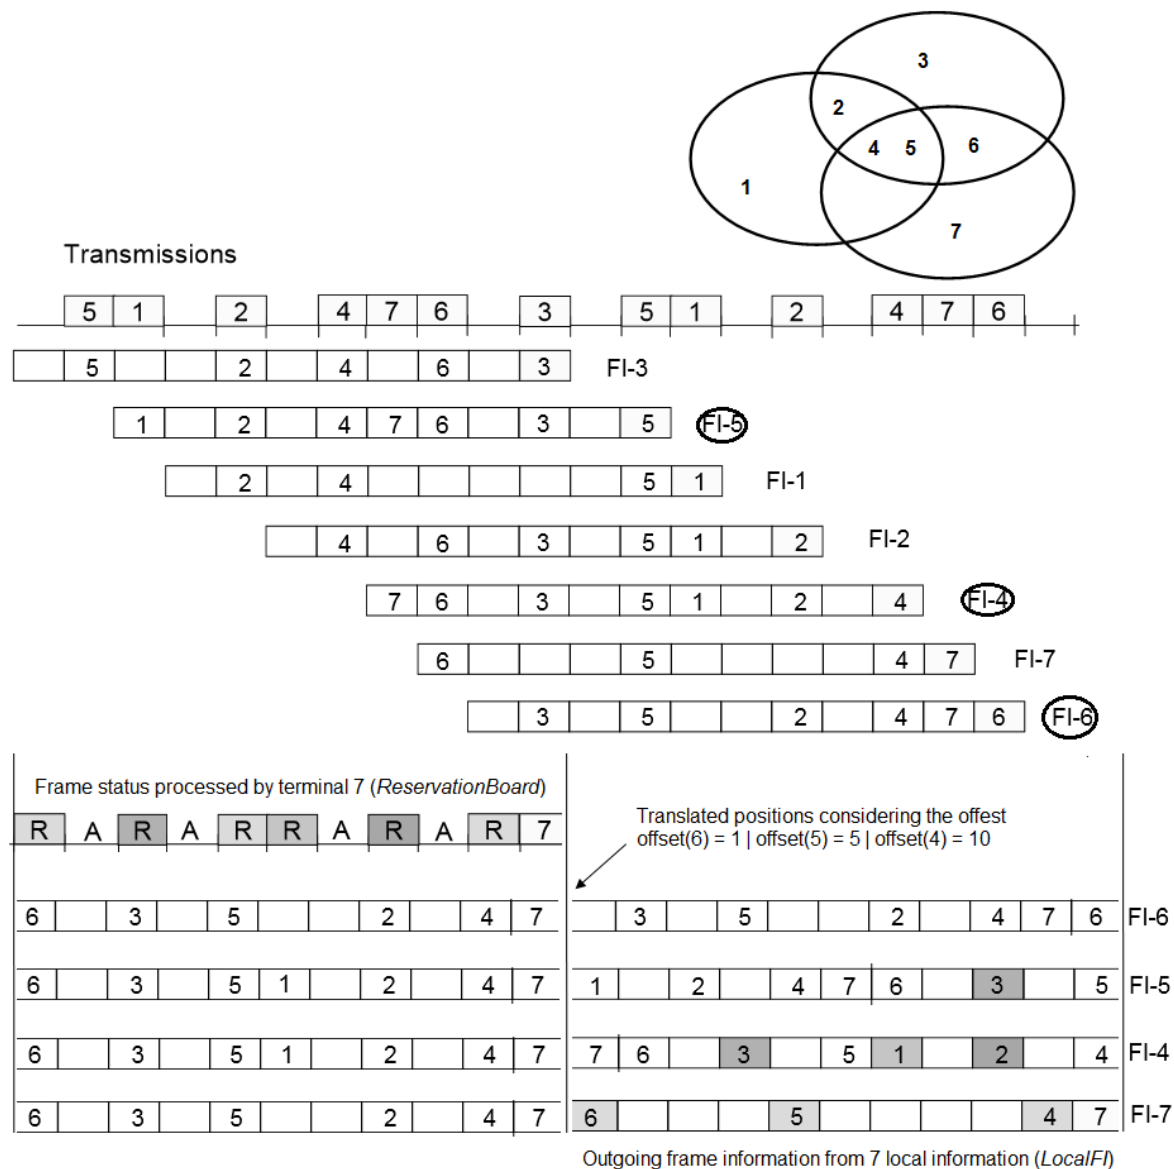 3
2
4 5 6
1
7
Transmissions
5 1 2 4 7 6 3 5 1 2 4 7 6
5 2 4 6 3 FI-3
1 2 4 7 6 3 5 FI-5
2 4 5 1 FI-1
4 6 3 5 1 2 FI-2
7 6 3 5 1 2 4 FI-4
6 5 4 7 FI-7
3 5 2 4 7 6 FI-6
Frame status processed by terminal 7 (ReservationBoard)
R A R A R R A R A R 7
Translated positions considering the offest
offset(6) = 1 | offset(5) = 5 | offset(4) = 10
6 3 5 2 4 7 3 5 2 4 7 6 FI-6
6 3 5 1 2 4 7 1 2 4 7 6 3 5 FI-5
6 3 5 1 2 4 7 7 6 3 5 1 2 4 FI-4
6 3 5 2 4 7 6 5 4 7 FI-7
Outgoing frame information from 7 local information (LocalFI)